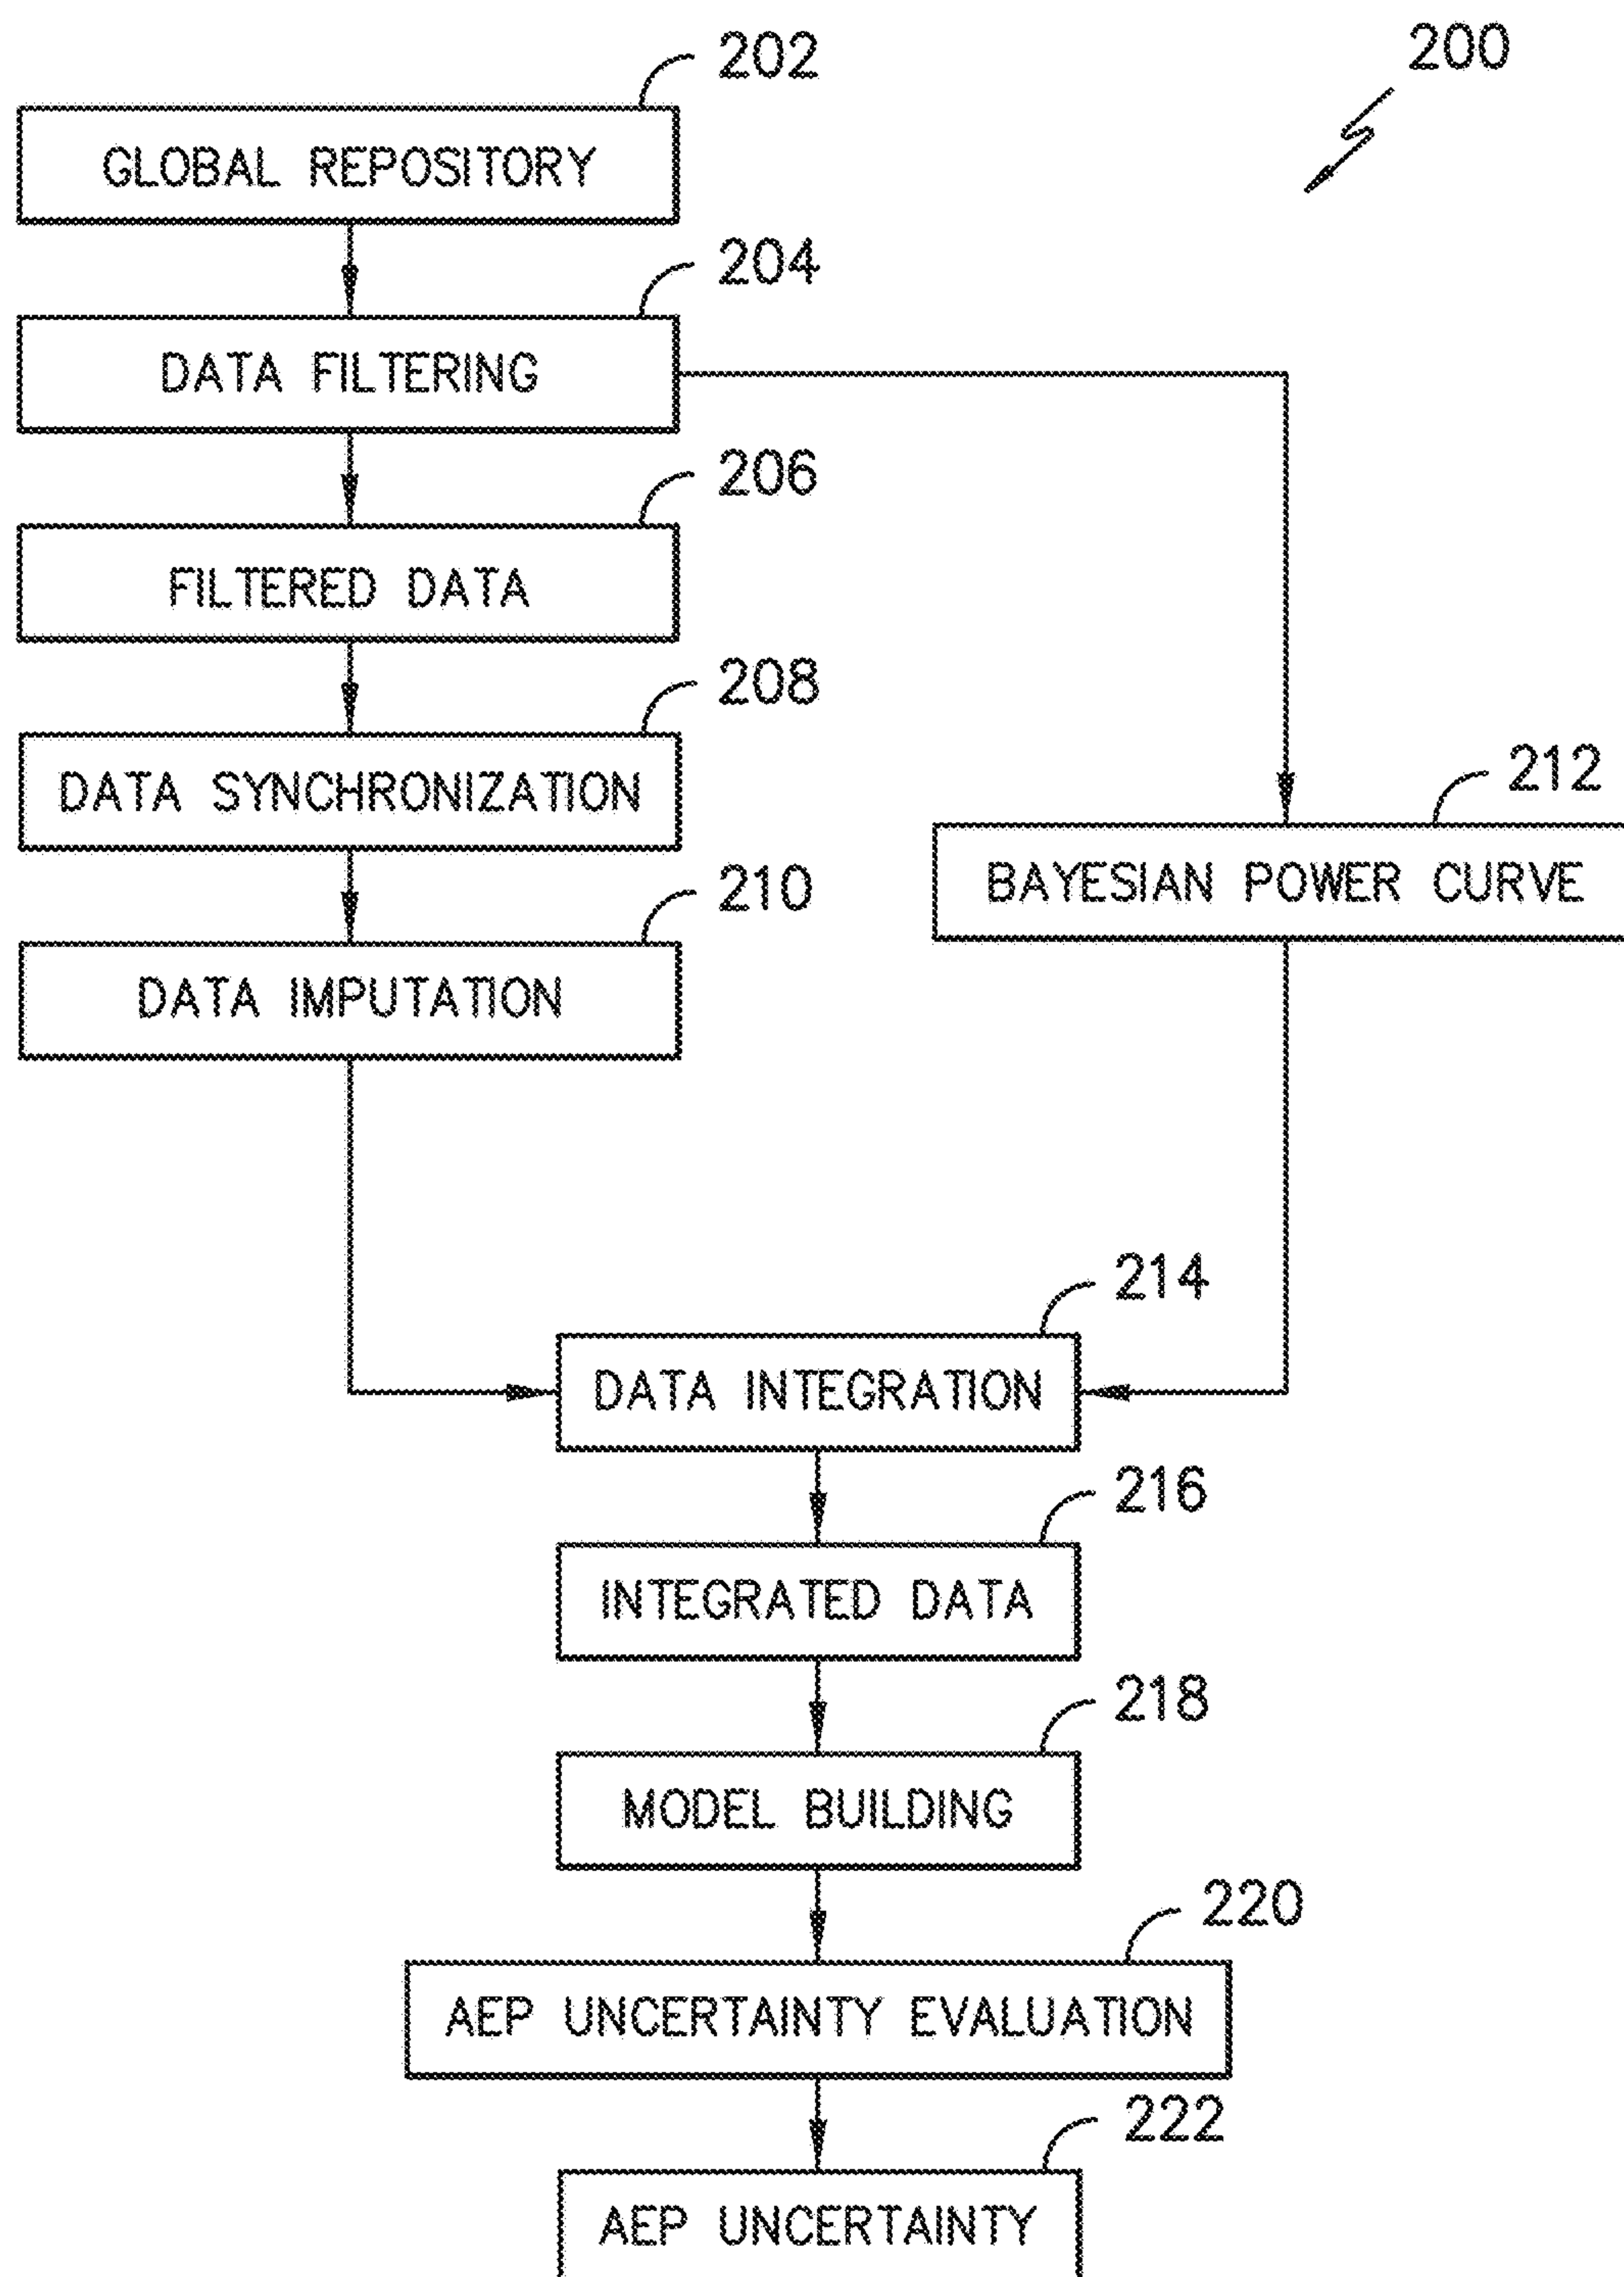 200
202
GLOBAL REPOSITORY
204
DATA FILTERING
206
FILTERED DATA
208
DATA SYNCHRONIZATION
210
DATA IMPUTATION
212
BAYESIAN POWER CURVE
214
DATA INTEGRATION
216
INTEGRATED DATA
218
MODEL BUILDING
220
AEP UNCERTAINTY EVALUATION
222
AEP UNCERTAINTY